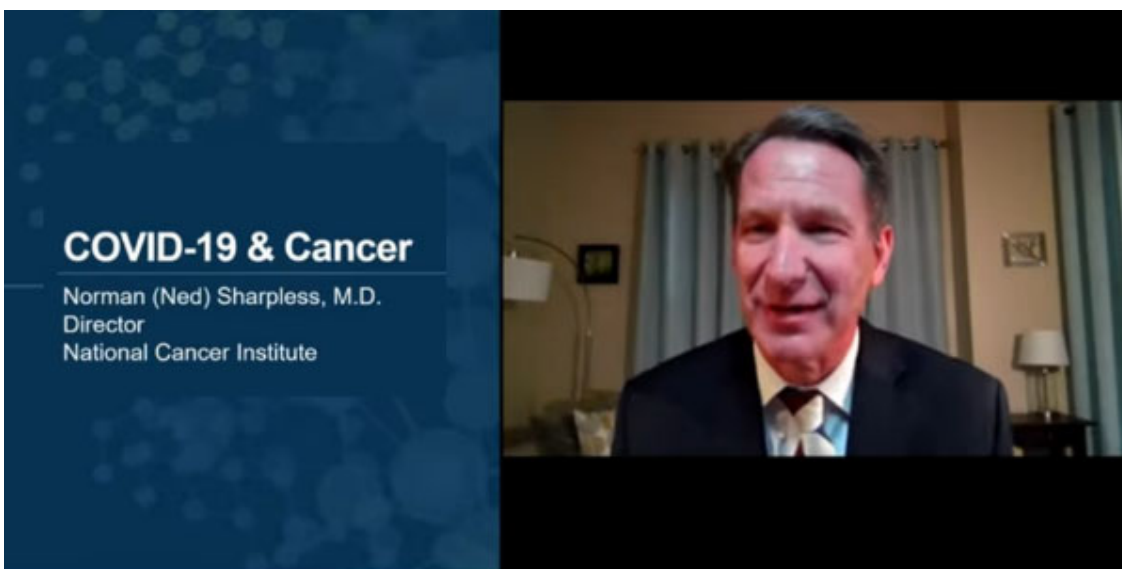 COVID-19 & Cancer
Norman (Ned) Sharpless, M.D.
Director
National Cancer Institute